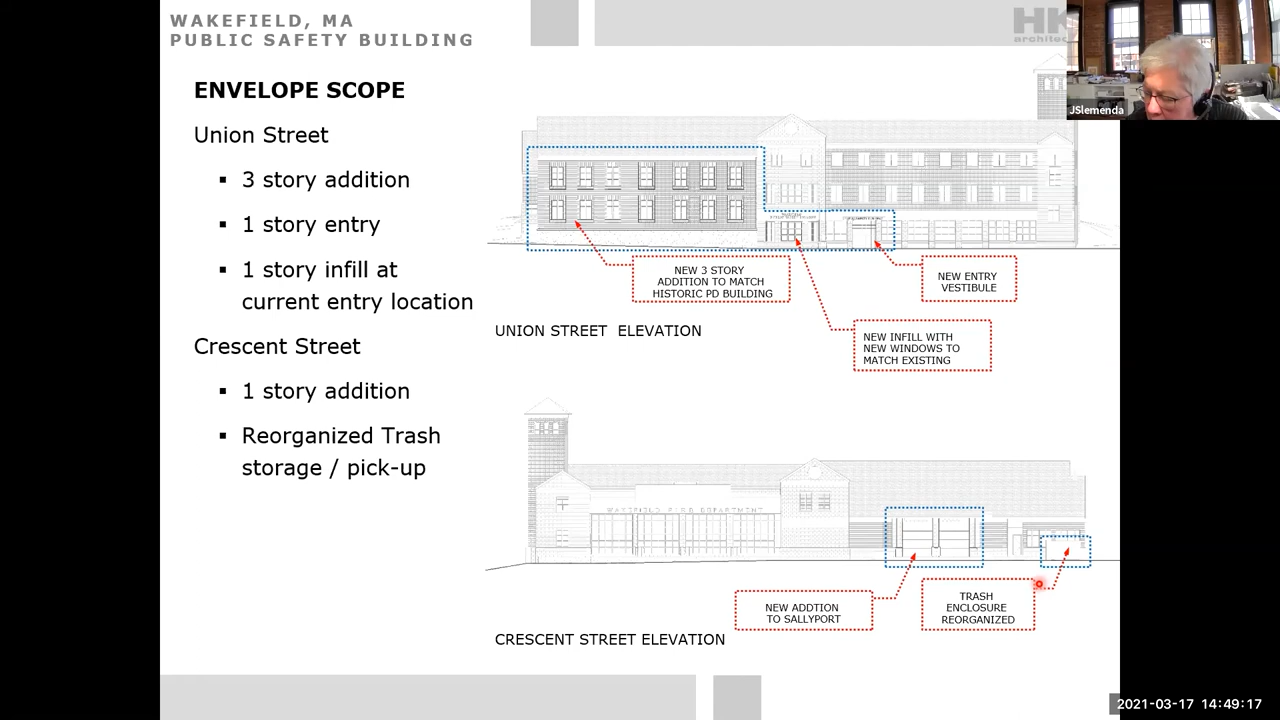 WAKEFIELD, MA
PUBLIC SAFETY BUILDING
HK
architec
JSlemenda
ENVELOPE SCOPE
Union Street
▪ 3 story addition
▪ 1 story entry
▪ 1 story infill at
current entry location
Crescent Street
▪ 1 story addition
▪ Reorganized Trash
storage / pick-up
NEW 3 STORY
ADDITION TO MATCH
HISTORIC PD BUILDING
NEW ENTRY
VESTIBULE
NEW INFILL WITH
NEW WINDOWS TO
MATCH EXISTING
UNION STREET ELEVATION
WAKEFIELD FIRE DEPARTMENT
NEW ADDTION
TO SALLYPORT
TRASH
ENCLOSURE
REORGANIZED
CRESCENT STREET ELEVATION
2021-03-17 14:49:17